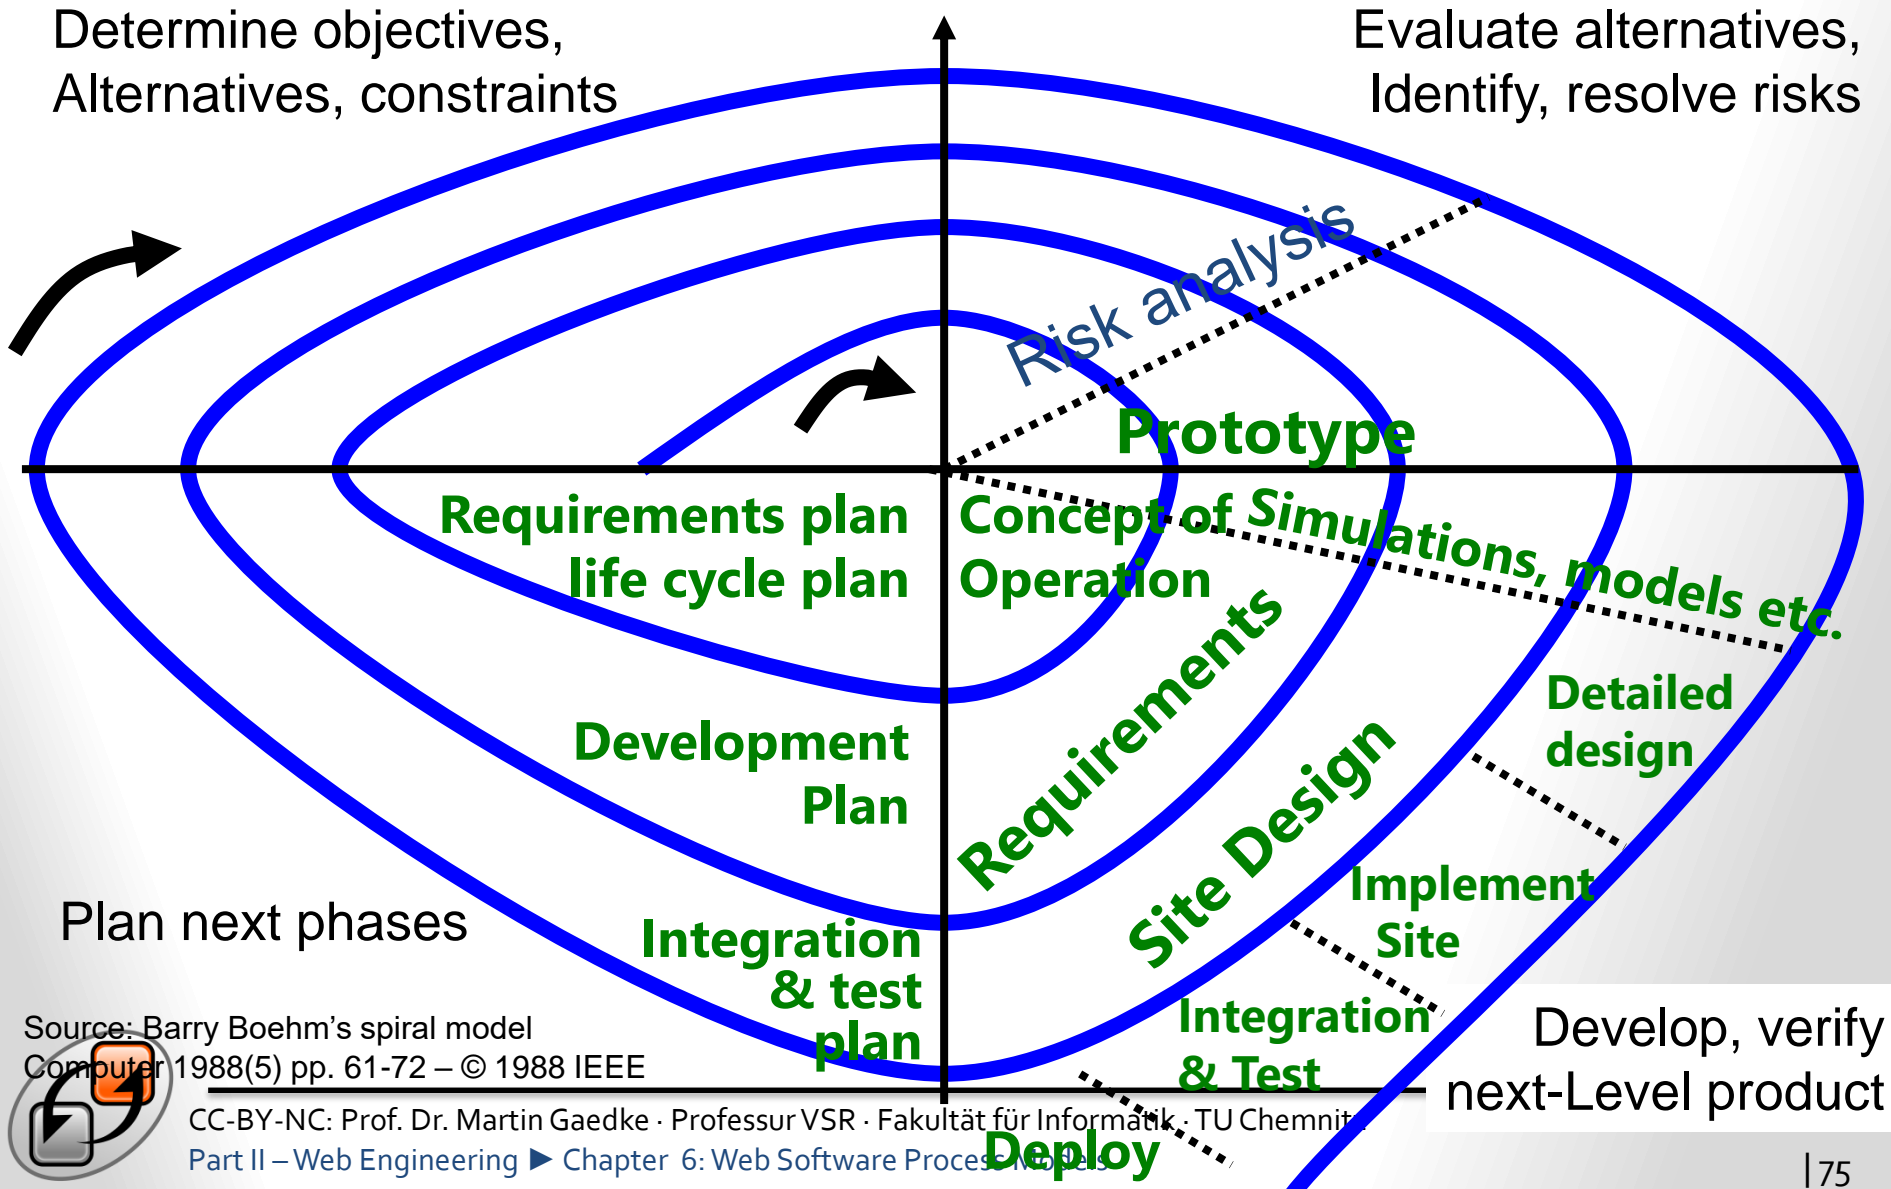 Determine objectives,
Alternatives, constraints
Evaluate alternatives,
Identify, resolve risks
Risk analysis
Prototype
Requirements plan
life cycle plan
Concept of
Operation
Simulations, models etc.
Requirements
Development
Plan
Site Design
Detailed
design
Implement
Site
Integration
& test
plan
Integration
& Test
Deploy
Plan next phases
Develop, verify
next-Level product
Source: Barry Boehm's spiral model
Computer 1988(5) pp. 61-72 – © 1988 IEEE
CC-BY-NC: Prof. Dr. Martin Gaedke · Professur VSR · Fakultät für Informatik · TU Chemnitz
Part II – Web Engineering ► Chapter 6: Web Software Process Models
|75